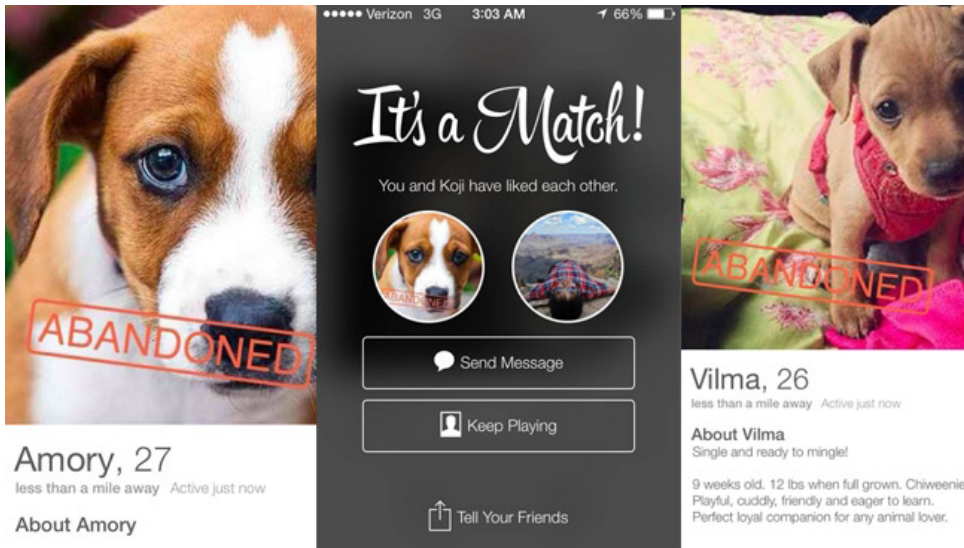 ABANDONED
Amory, 27
less than a mile away Active just now
About Amory
Verizon 3G 3:03 AM 66%
It's a Match!
You and Koji have liked each other.
ABANDONED
Send Message
Keep Playing
Tell Your Friends
ABANDONED
Vilma, 26
less than a mile away Active just now
About Vilma
Single and ready to mingle!
9 weeks old. 12 lbs when full grown. Chiweenie
Playful, cuddly, friendly and eager to learn.
Perfect loyal companion for any animal lover.